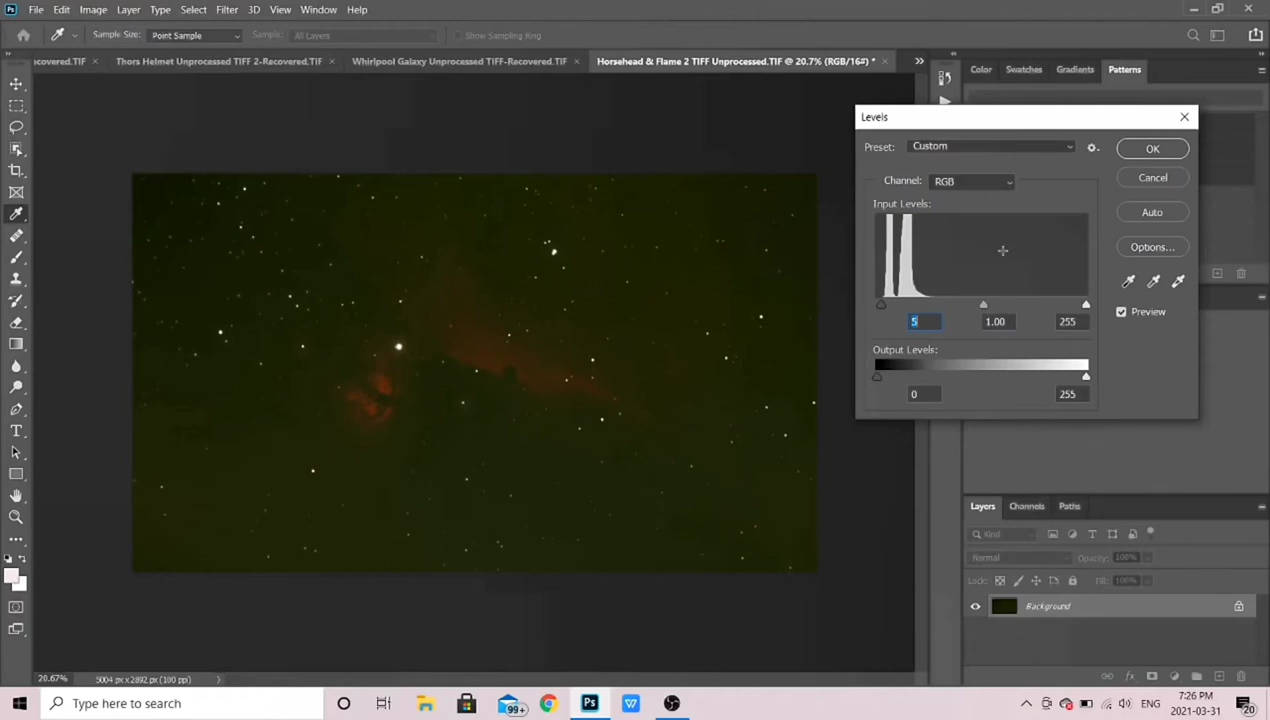 Ps File Edit Image Layer Type Select Filter 3D View Window Help
Sample Size: Point Sample Sample: All Layers Show Sampling Ring
ecovered.TIF × Thors Helmet Unprocessed TIFF 2-Recovered.TIF × Whirlpool Galaxy Unprocessed TIFF-Recovered.TIF × Horsehead & Flame 2 TIFF Unprocessed.TIF @ 20.7% (RGB/16#) * ×
Color Swatches Gradients Patterns
Levels
Preset: Custom OK
Channel: RGB Cancel
Input Levels:
Auto
Options...
Preview
5 1.00 255
Output Levels:
0 255
Layers Channels Paths
Kind
Normal Opacity: 100%
Lock: Fill: 100%
Background
fx
20.67% 5004 px x 2892 px (100 ppi)
Type here to search
99+
Ps
W
ENG
7:26 PM
2021-03-31
20